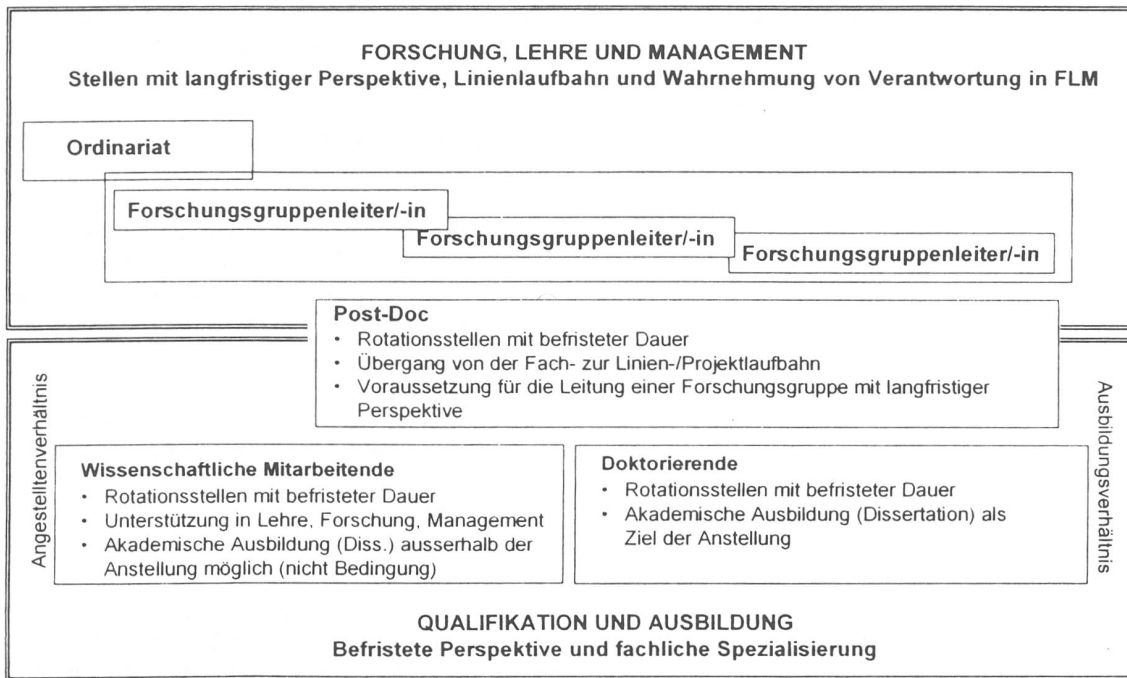 FORSCHUNG, LEHRE UND MANAGEMENT
Stellen mit langfristiger Perspektive, Linienlaufbahn und Wahrnehmung von Verantwortung in FLM
Ordinariat
Forschungsgruppenleiter/-in
Forschungsgruppenleiter/-in
Forschungsgruppenleiter/-in
Post-Doc
• Rotationsstellen mit befristeter Dauer
• Übergang von der Fach- zur Linien-/Projektlaufbahn
• Voraussetzung für die Leitung einer Forschungsgruppe mit langfristiger
Perspektive
Angestelltenverhältnis
Wissenschaftliche Mitarbeitende
• Rotationsstellen mit befristeter Dauer
• Unterstützung in Lehre, Forschung, Management
• Akademische Ausbildung (Diss.) ausserhalb der
Anstellung möglich (nicht Bedingung)
Doktorierende
• Rotationsstellen mit befristeter Dauer
• Akademische Ausbildung (Dissertation) als
Ziel der Anstellung
Ausbildungsverhältnis
QUALIFIKATION UND AUSBILDUNG
Befristete Perspektive und fachliche Spezialisierung